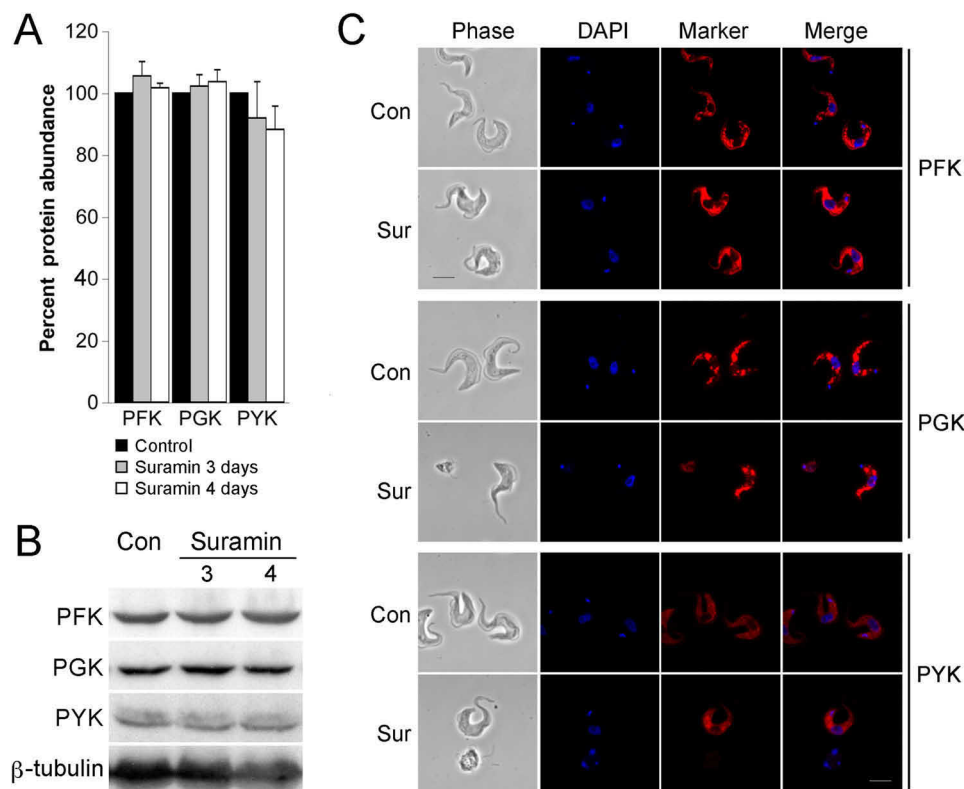 A
120
100
80
60
40
20
0
Percent protein abundance
PFK PGK PYK
Control
Suramin 3 days
Suramin 4 days
B
Con Suramin
3 4
PFK
PGK
PYK
β-tubulin
C
Phase DAPI Marker Merge
Con
Sur
PFK
Con
Sur
PGK
Con
Sur
PYK